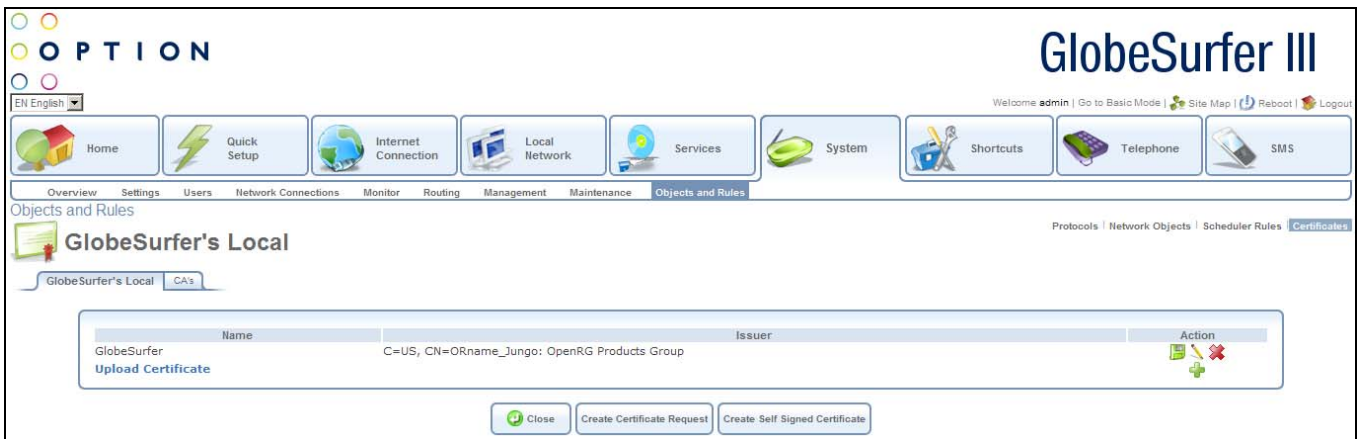 OPTION
GlobeSurfer III
EN English
Welcome admin | Go to Basic Mode | Site Map | Reboot | Logout
Home
Quick Setup
Internet Connection
Local Network
Services
System
Shortcuts
Telephone
SMS
Overview Settings Users Network Connections Monitor Routing Management Maintenance Objects and Rules
Objects and Rules
Protocols | Network Objects | Scheduler Rules | Certificates
GlobeSurfer's Local
GlobeSurfer's Local CA's
Name Issuer Action
GlobeSurfer C=US, CN=ORname_Jungo: OpenRG Products Group
Upload Certificate
Close Create Certificate Request Create Self Signed Certificate